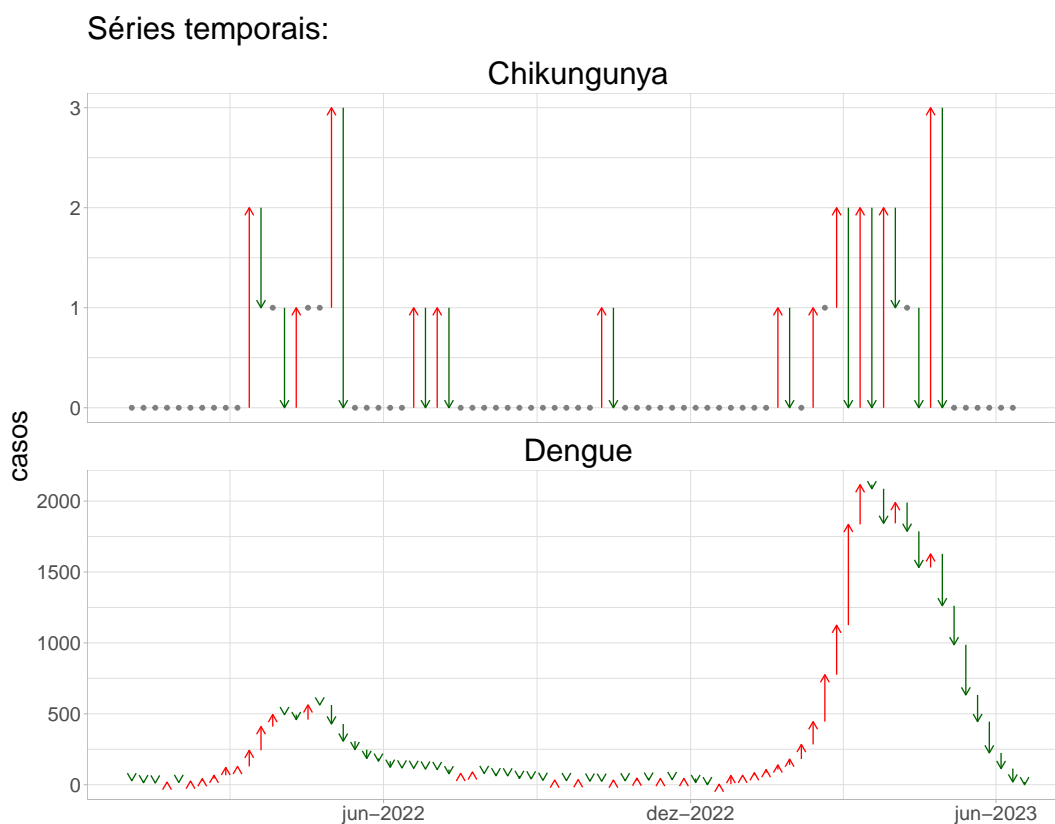 Séries temporais:
Chikungunya
3
2
1
0
casos
Dengue
2000
1500
1000
500
0
jun−2022
dez−2022
jun−2023